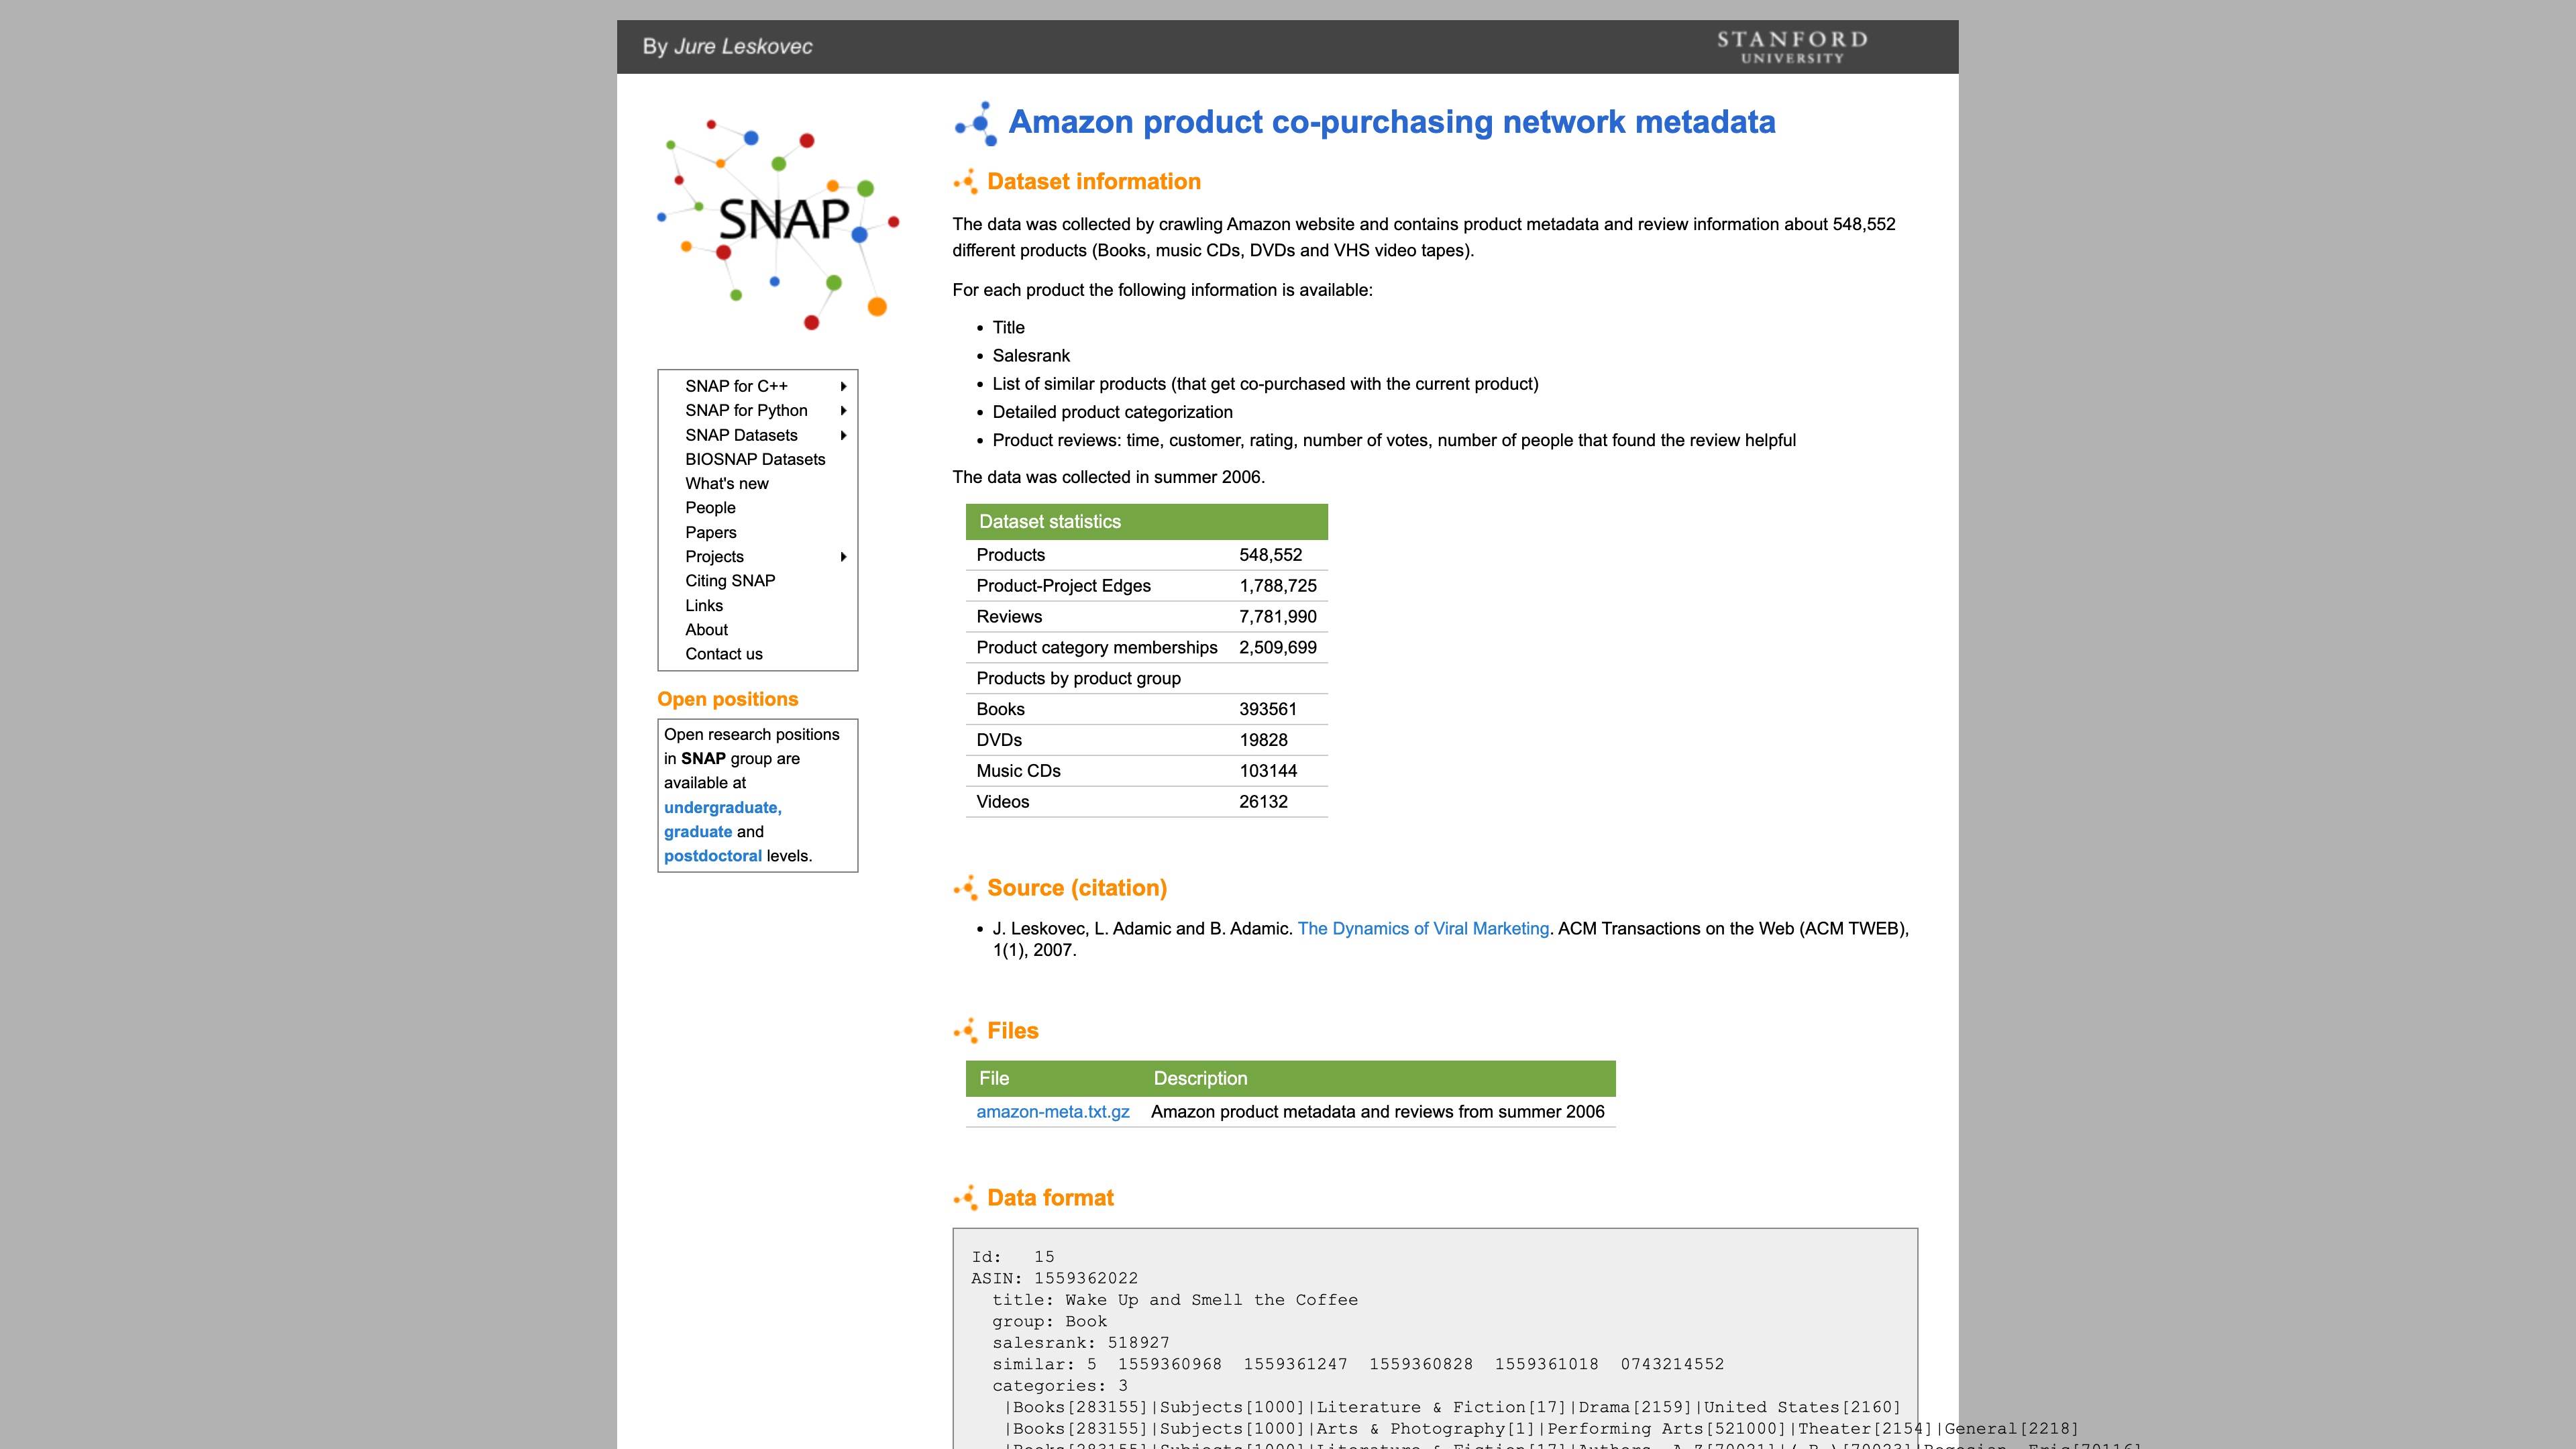 By Jure Leskovec
STANFORD
UNIVERSITY
SNAP
SNAP for C++
SNAP for Python
SNAP Datasets
BIOSNAP Datasets
What's new
People
Papers
Projects
Citing SNAP
Links
About
Contact us
Open positions
Open research positions
in SNAP group are
available at
undergraduate,
graduate and
postdoctoral levels.
Amazon product co-purchasing network metadata
Dataset information
The data was collected by crawling Amazon website and contains product metadata and review information about 548,552
different products (Books, music CDs, DVDs and VHS video tapes).
For each product the following information is available:
• Title
• Salesrank
• List of similar products (that get co-purchased with the current product)
• Detailed product categorization
• Product reviews: time, customer, rating, number of votes, number of people that found the review helpful
The data was collected in summer 2006.
Dataset statistics
Products 548,552
Product-Project Edges 1,788,725
Reviews 7,781,990
Product category memberships 2,509,699
Products by product group
Books 393561
DVDs 19828
Music CDs 103144
Videos 26132
Source (citation)
• J. Leskovec, L. Adamic and B. Adamic. The Dynamics of Viral Marketing. ACM Transactions on the Web (ACM TWEB),
1(1), 2007.
Files
File Description
amazon-meta.txt.gz Amazon product metadata and reviews from summer 2006
Data format
Id:   15
ASIN: 1559362022
  title: Wake Up and Smell the Coffee
  group: Book
  salesrank: 518927
  similar: 5  1559360968  1559361247  1559360828  1559361018  0743214552
  categories: 3
   |Books[283155]|Subjects[1000]|Literature & Fiction[17]|Drama[2159]|United States[2160]
   |Books[283155]|Subjects[1000]|Arts & Photography[1]|Performing Arts[521000]|Theater[2154]|General[2218]